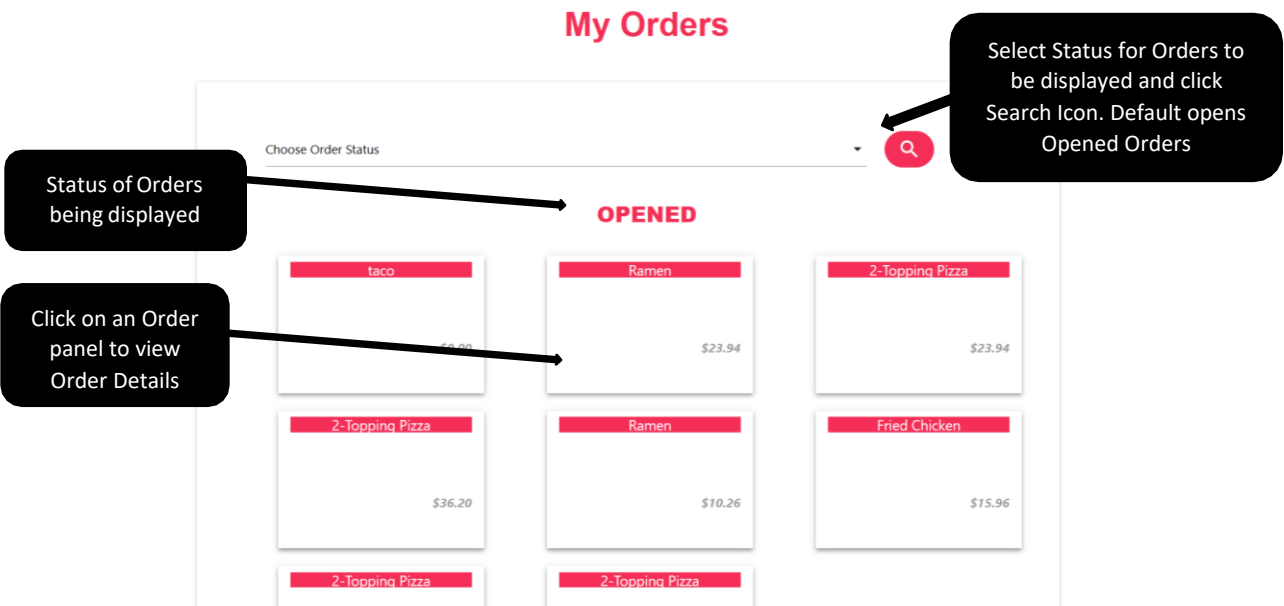 My Orders
Select Status for Orders to
be displayed and click
Search Icon. Default opens
Opened Orders
Choose Order Status
Status of Orders
being displayed
OPENED
taco
Ramen
2-Topping Pizza
Click on an Order
panel to view
Order Details
$23.94
$23.94
2-Topping Pizza
Ramen
Fried Chicken
$36.20
$10.26
$15.96
2-Topping Pizza
2-Topping Pizza